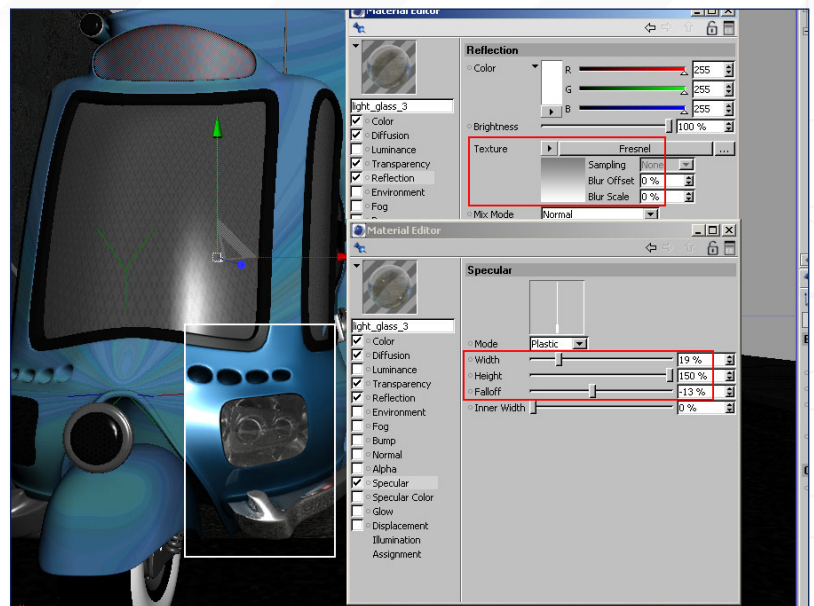 Material Editor
Reflection
Color
R 255
G 255
B 255
Brightness 100 %
Texture Fresnel ...
Sampling None
Blur Offset 0 %
Blur Scale 0 %
Mix Mode Normal
light_glass_3
Color
Diffusion
Luminance
Transparency
Reflection
Environment
Fog
Material Editor
Specular
Mode Plastic
Width 19 %
Height 150 %
Falloff -13 %
Inner Width 0 %
light_glass_3
Color
Diffusion
Luminance
Transparency
Reflection
Environment
Fog
Bump
Normal
Alpha
Specular
Specular Color
Glow
Displacement
Illumination
Assignment